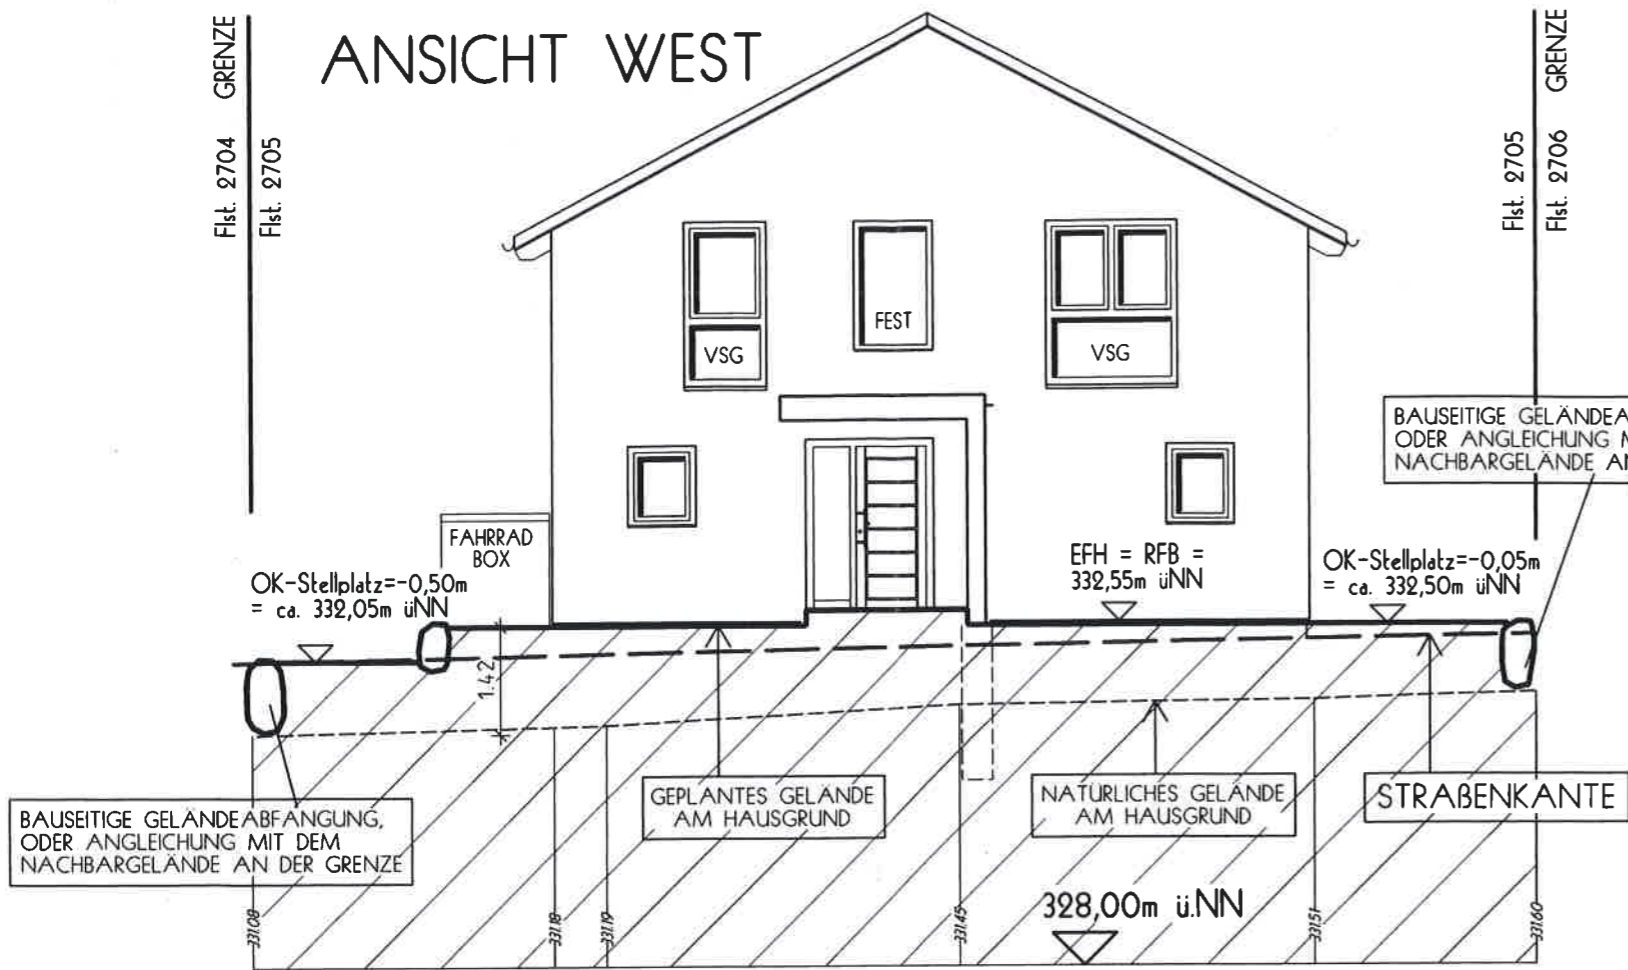 ANSICHT WEST
Flst. 2704 GRENZE
Flst. 2705
Flst. 2705
Flst. 2706 GRENZE
VSG
FEST
VSG
BAUSEITIGE GELÄNDEA
ODER ANGLEICHUNG M
NACHBARGELÄNDE AN
FAHRRAD
BOX
OK-Stellplatz=-0,50m
= ca. 332,05m üNN
EFH = RFB =
332,55m üNN
OK-Stellplatz=-0,05m
= ca. 332,50m üNN
1.42
BAUSEITIGE GELÄNDEABFANGUNG,
ODER ANGLEICHUNG MIT DEM
NACHBARGELÄNDE AN DER GRENZE
GEPLANTES GELÄNDE
AM HAUSGRUND
NATÜRLICHES GELÄNDE
AM HAUSGRUND
STRAßENKANTE
328,00m ü.NN
331.08
331.18
331.19
331.45
331.51
331.60